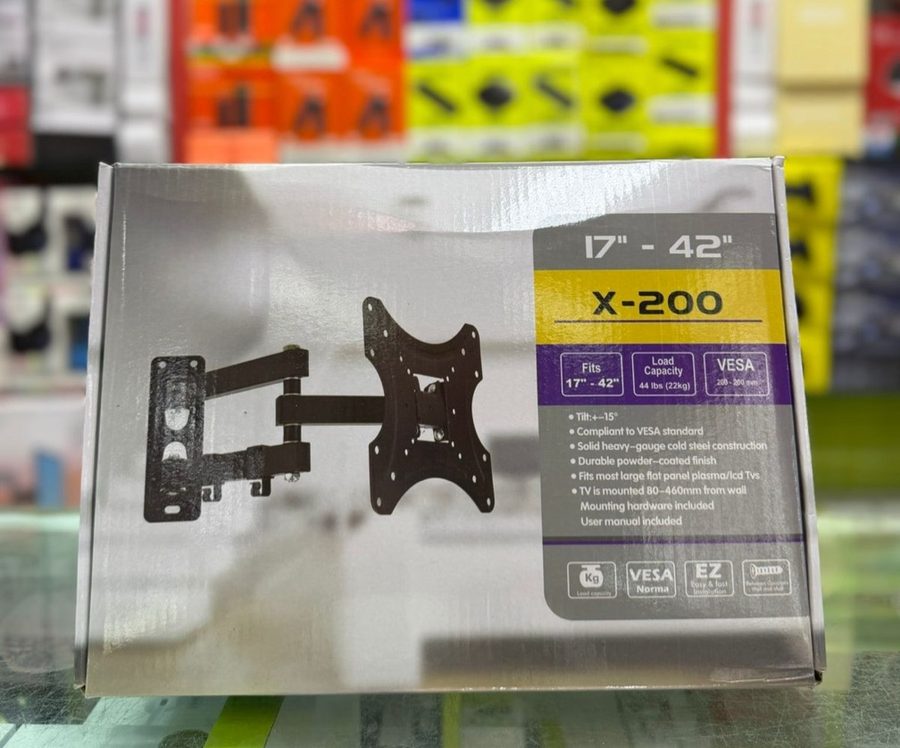 17" - 42"
X-200
Fits
17" - 42"
Load
Capacity
44 lbs (22kg)
VESA
200 - 200 mm
• Tilt:+-15°
• Compliant to VESA standard
• Solid heavy-gauge cold steel construction
• Durable powder-coated finish
• Fits most large flat panel plasma/lcd Tvs
• TV is mounted 80-460mm from wall
Mounting hardware included
User manual included
Kg
Load capacity
VESA
Norma
EZ
Easy & fast